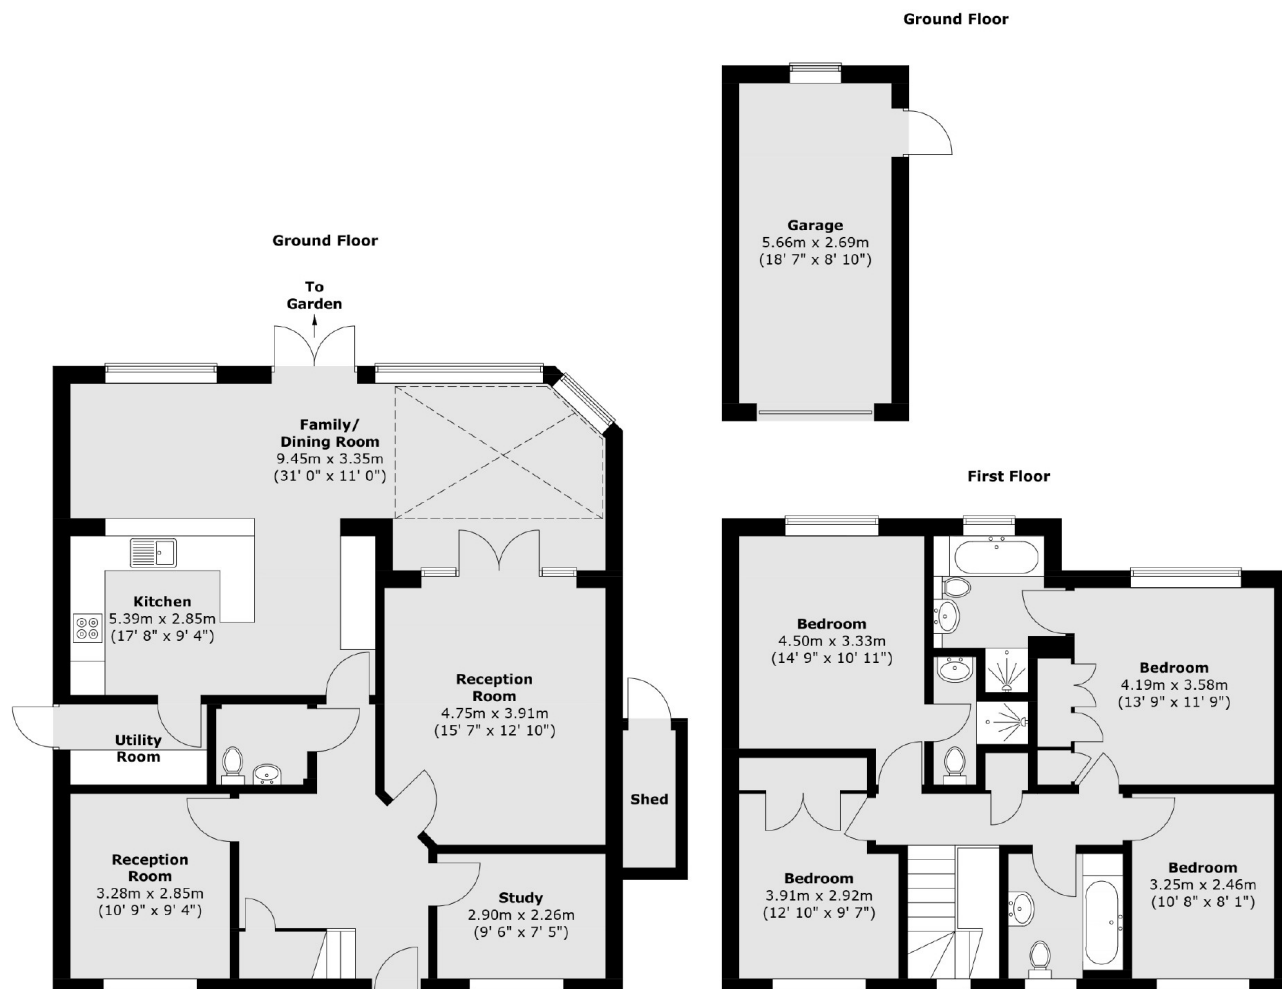 Ground Floor
Garage
5.66m x 2.69m
(18' 7" x 8' 10")
Ground Floor
To
Garden
Family/
Dining Room
9.45m x 3.35m
(31' 0" x 11' 0")
Kitchen
5.39m x 2.85m
(17' 8" x 9' 4")
Reception
Room
4.75m x 3.91m
(15' 7" x 12' 10")
Utility
Room
Shed
Reception
Room
3.28m x 2.85m
(10' 9" x 9' 4")
Study
2.90m x 2.26m
(9' 6" x 7' 5")
First Floor
Bedroom
4.50m x 3.33m
(14' 9" x 10' 11")
Bedroom
4.19m x 3.58m
(13' 9" x 11' 9")
Bedroom
3.91m x 2.92m
(12' 10" x 9' 7")
Bedroom
3.25m x 2.46m
(10' 8" x 8' 1")